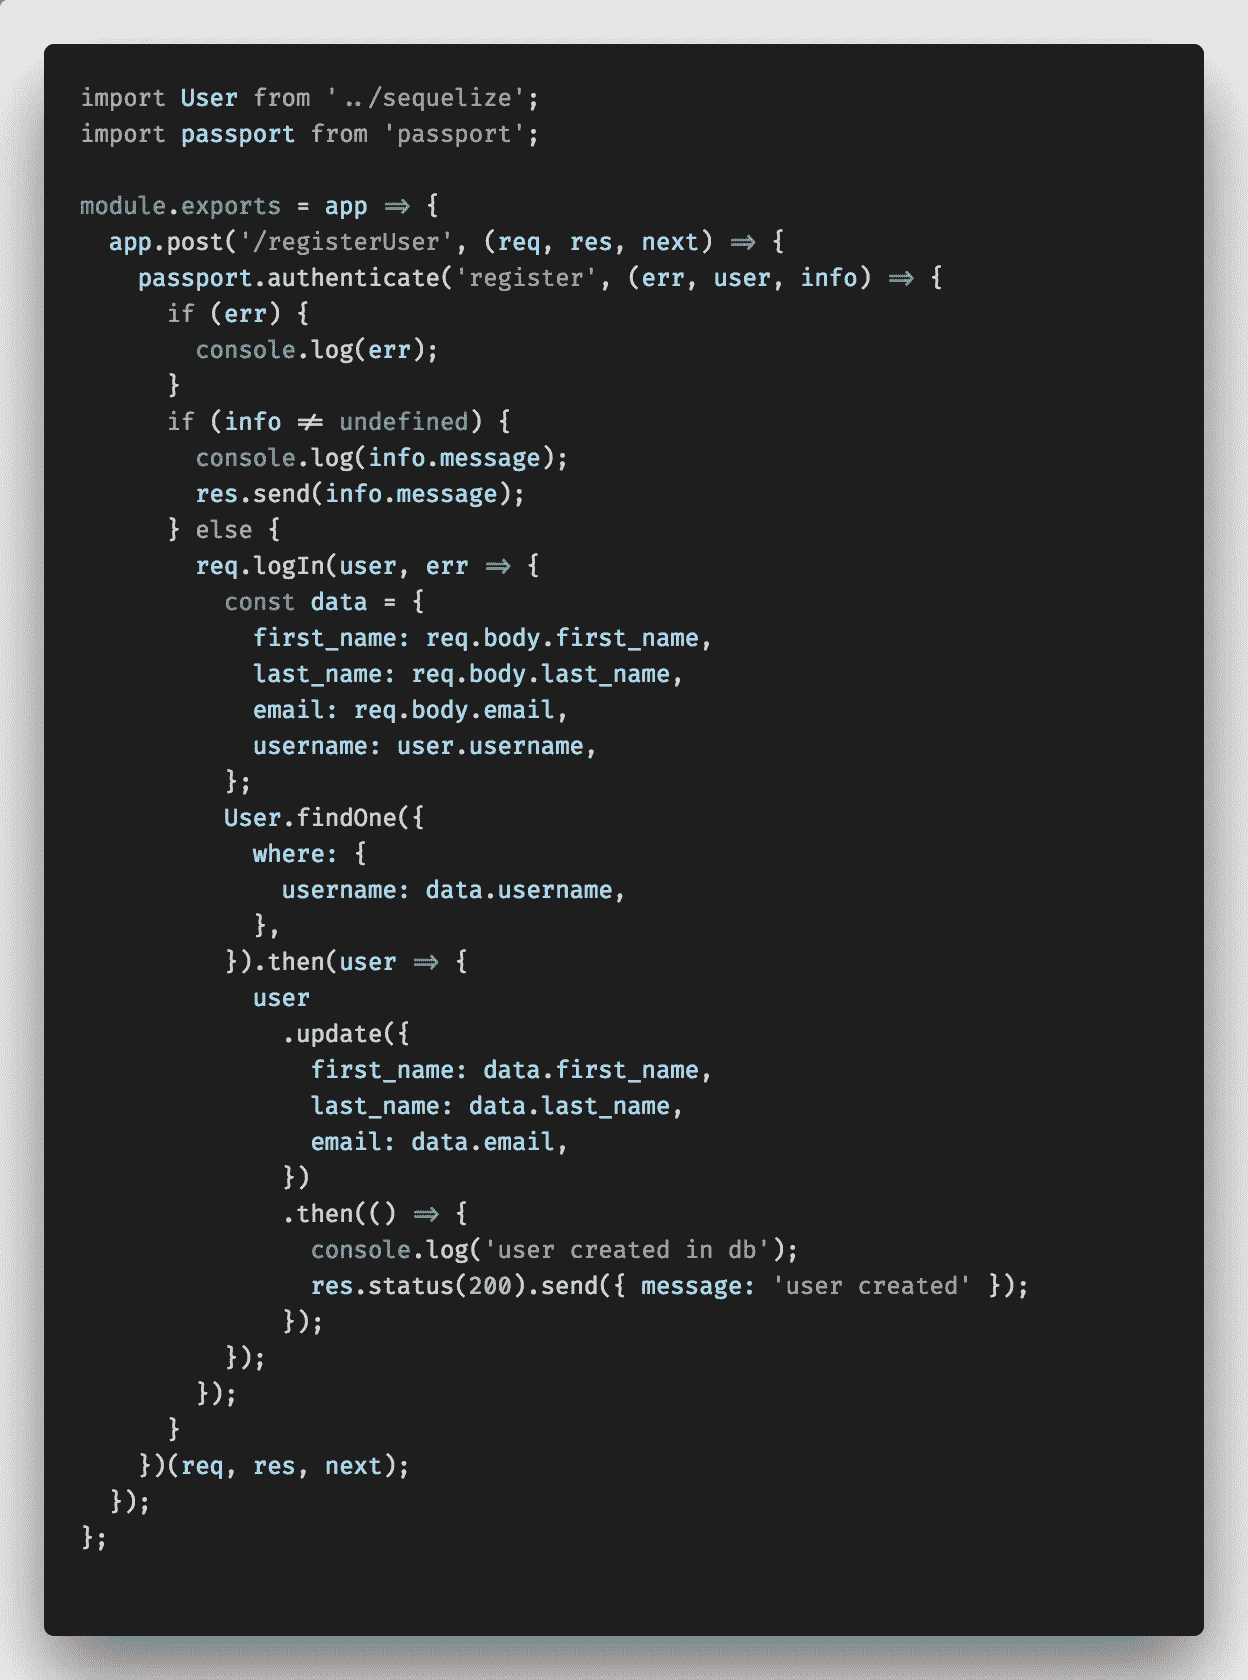 import User from '../sequelize';
import passport from 'passport';

module.exports = app => {
  app.post('/registerUser', (req, res, next) => {
    passport.authenticate('register', (err, user, info) => {
      if (err) {
        console.log(err);
      }
      if (info != undefined) {
        console.log(info.message);
        res.send(info.message);
      } else {
        req.logIn(user, err => {
          const data = {
            first_name: req.body.first_name,
            last_name: req.body.last_name,
            email: req.body.email,
            username: user.username,
          };
          User.findOne({
            where: {
              username: data.username,
            },
          }).then(user => {
            user
              .update({
                first_name: data.first_name,
                last_name: data.last_name,
                email: data.email,
              })
              .then(() => {
                console.log('user created in db');
                res.status(200).send({ message: 'user created' });
              });
          });
        });
      }
    })(req, res, next);
  });
};